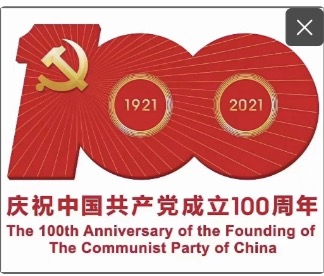 100
1921
2021
庆祝中国共产党成立100周年
The 100th Anniversary of the Founding of
The Communist Party of China